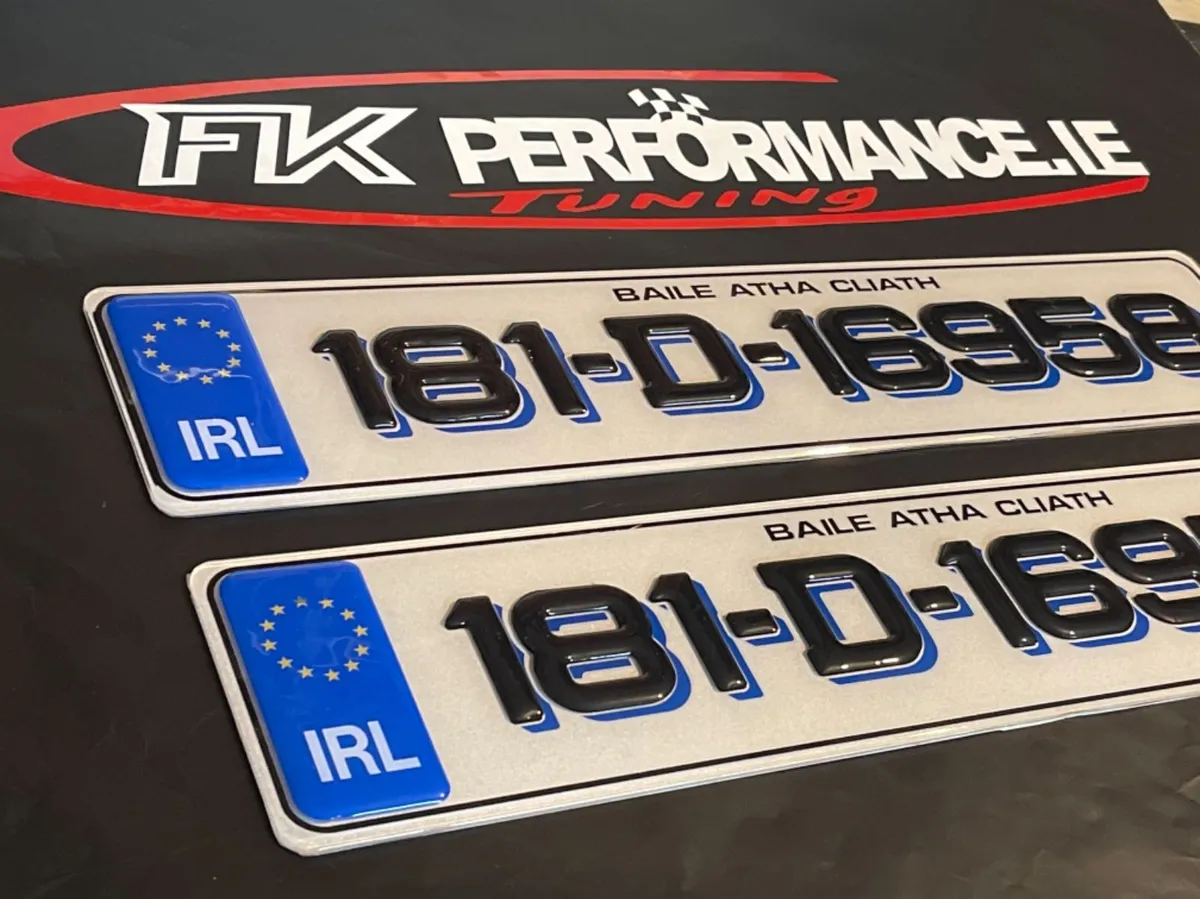 FK PERFORMANCE.IE
TUNING
BAILE ATHA CLIATH
181-D-16958
IRL
BAILE ATHA CLIATH
181-D-169
IRL